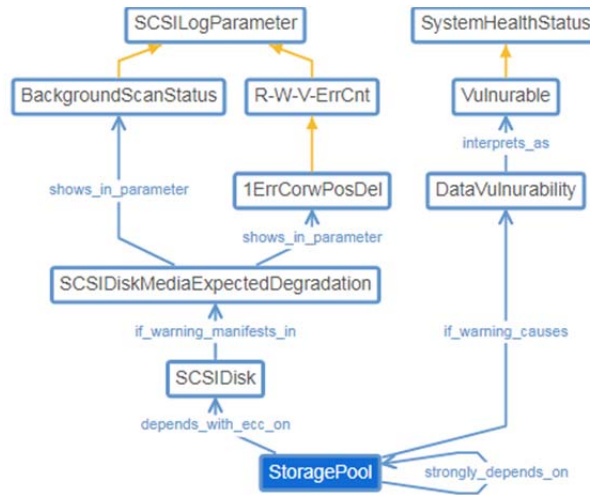 SCSILogParameter
SystemHealthStatus
BackgroundScanStatus
R-W-V-ErrCnt
Vulnurable
interprets_as
shows_in_parameter
1ErrCorwPosDel
DataVulnurability
shows_in_parameter
SCSIDiskMediaExpectedDegradation
if_warning_manifests_in
if_warning_causes
SCSIDisk
depends_with_ecc_on
StoragePool
strongly_depends_on